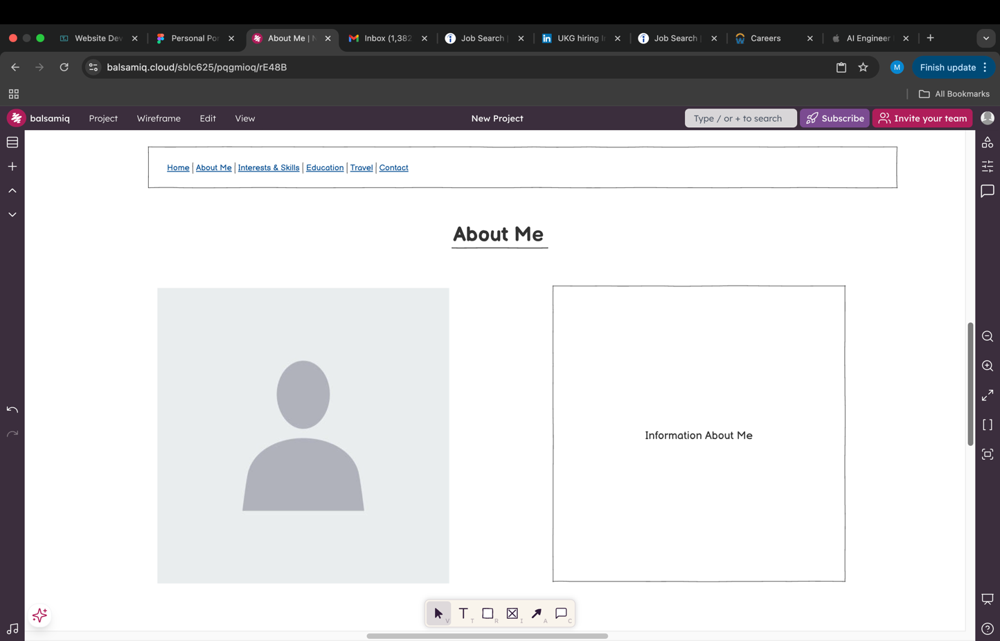 Website Dev
Personal Por
About Me | N
Inbox (1,382
Job Search |
UKG hiring I
Job Search |
Careers
AI Engineer
balsamiq.cloud/sblc625/pqgmioq/rE48B
M
Finish update
All Bookmarks
balsamiq
Project
Wireframe
Edit
View
New Project
Type / or + to search
Subscribe
Invite your team
Home | About Me | Interests & Skills | Education | Travel | Contact
About Me
Information About Me
V
T
R
I
A
C